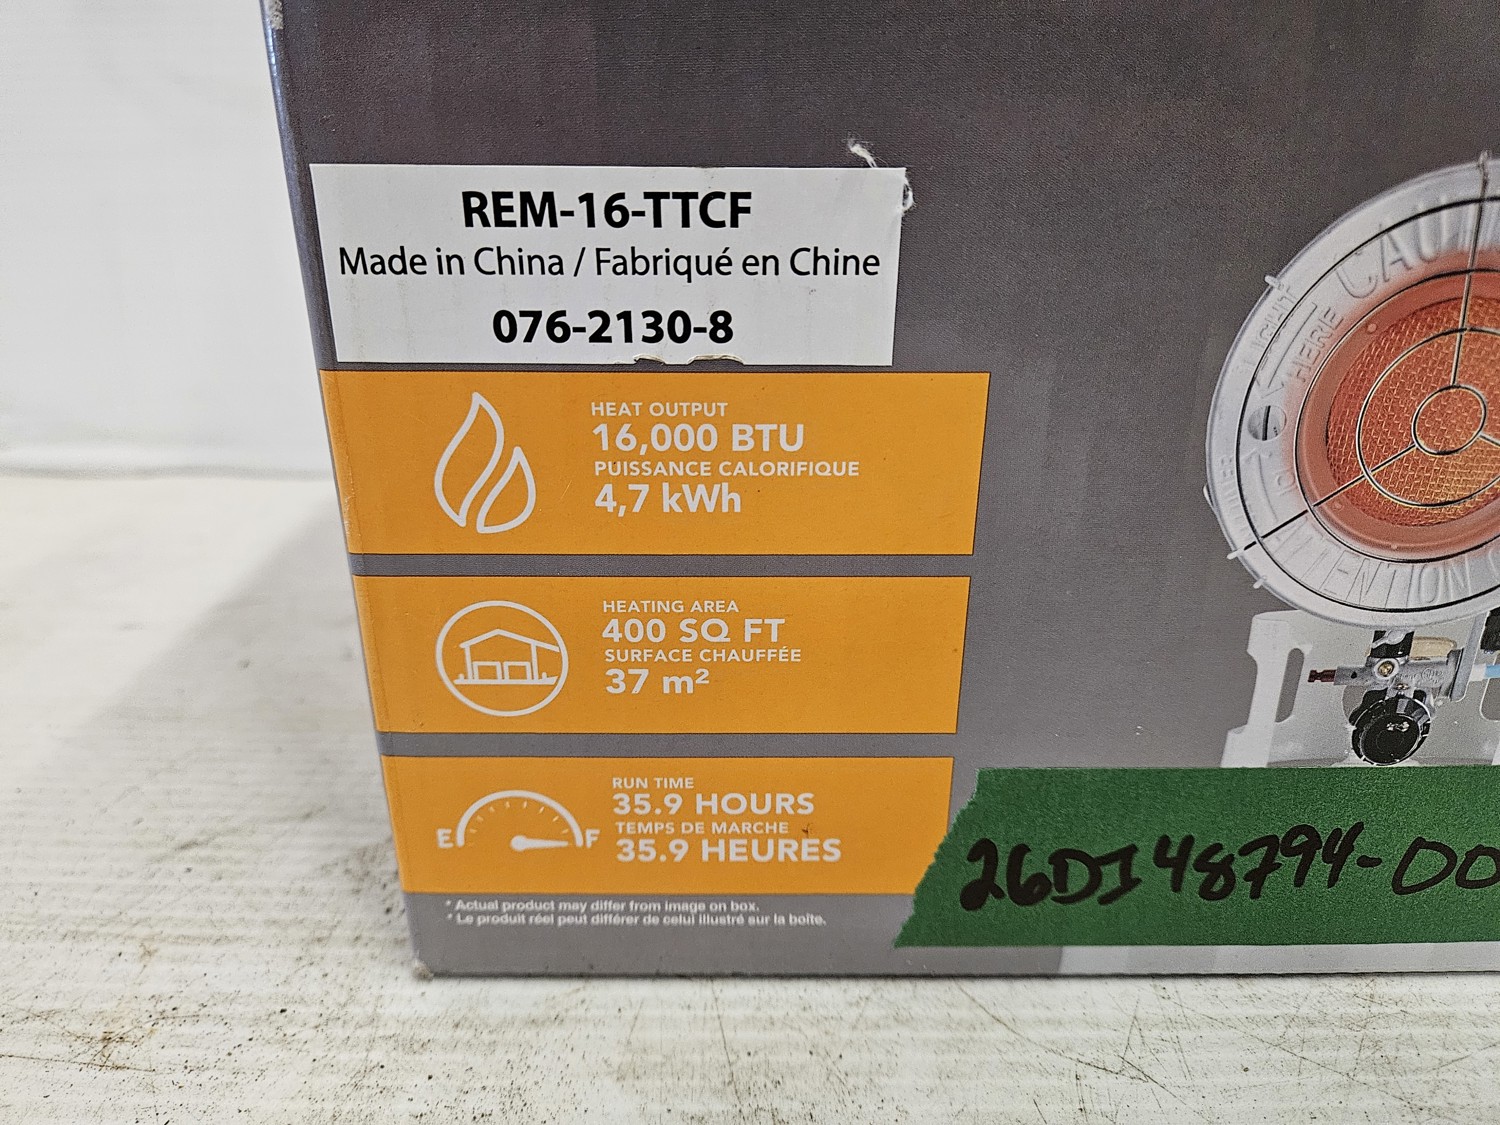 REM-16-TTCF
Made in China / Fabriqué en Chine
076-2130-8
HEAT OUTPUT
16,000 BTU
PUISSANCE CALORIFIQUE
4,7 kWh
HEATING AREA
400 SQ FT
SURFACE CHAUFFÉE
37 m²
RUN TIME
35.9 HOURS
TEMPS DE MARCHE
35.9 HEURES
E F
* Actual product may differ from image on box.
* Le produit réel peut différer de celui illustré sur la boîte.
LIGHT HERE
ATTENTION
26DI48794-00